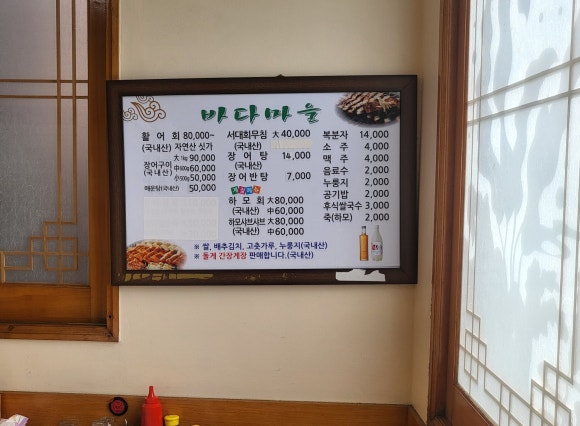 바다마을
활 어 회 80,000~
(국내산) 자연산 싯가
장어구이 大 1kg 90,000
(국내산) 中 800g 60,000
小 500g 50,000
매운탕(국내산) 50,000
서대회무침 大 40,000
(국내산)
장 어 탕 14,000
(국내산)
장어반탕 7,000
하 모 회 大 80,000
(국내산) 中 60,000
하모샤브샤브 大 80,000
(국내산) 中 60,000
복분자 14,000
소 주 4,000
맥 주 4,000
음료수 2,000
누룽지 2,000
공기밥 2,000
후식쌀국수 3,000
죽(하모) 2,000
※ 쌀, 배추김치, 고춧가루, 누룽지(국내산)
※ 돌게 간장게장 판매합니다.(국내산)